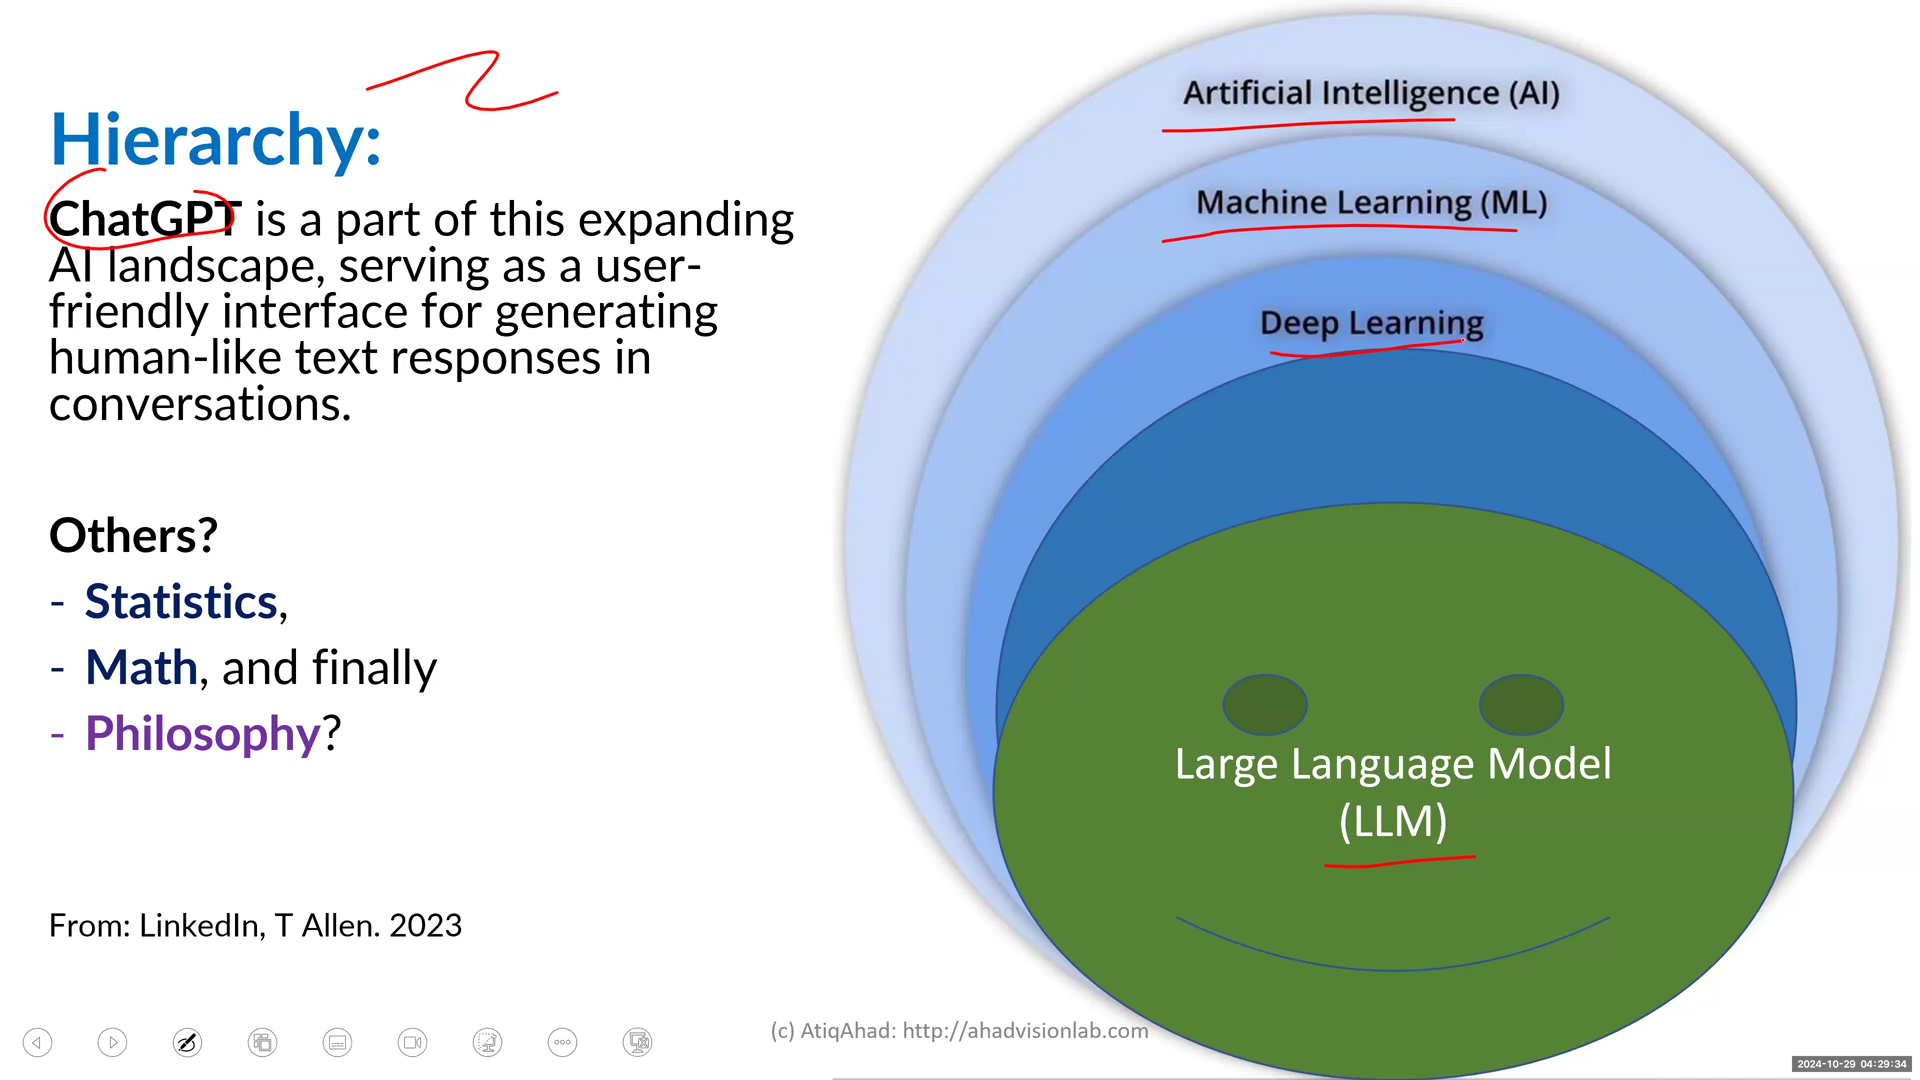 Hierarchy:
ChatGPT is a part of this expanding
AI landscape, serving as a user-
friendly interface for generating
human-like text responses in
conversations.
Others?
- Statistics,
- Math, and finally
- Philosophy?
From: LinkedIn, T Allen. 2023
Artificial Intelligence (AI)
Machine Learning (ML)
Deep Learning
Large Language Model
(LLM)
(c) AtiqAhad: http://ahadvisionlab.com
2024-10-29 04:29:34